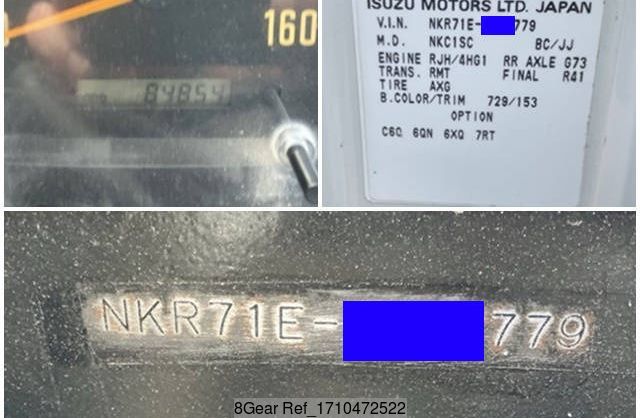 160
84854
ISUZU MOTORS LTD. JAPAN
V.I.N. NKR71E- 779
M.D. NKC1SC BC/JJ
ENGINE RJH/4HG1 RR AXLE G73
TRANS. RMT FINAL R41
TIRE AXG
B.COLOR/TRIM 729/153
OPTION
C6Q 6QN 6XQ 7RT
NKR71E- 779
8Gear Ref_1710472522